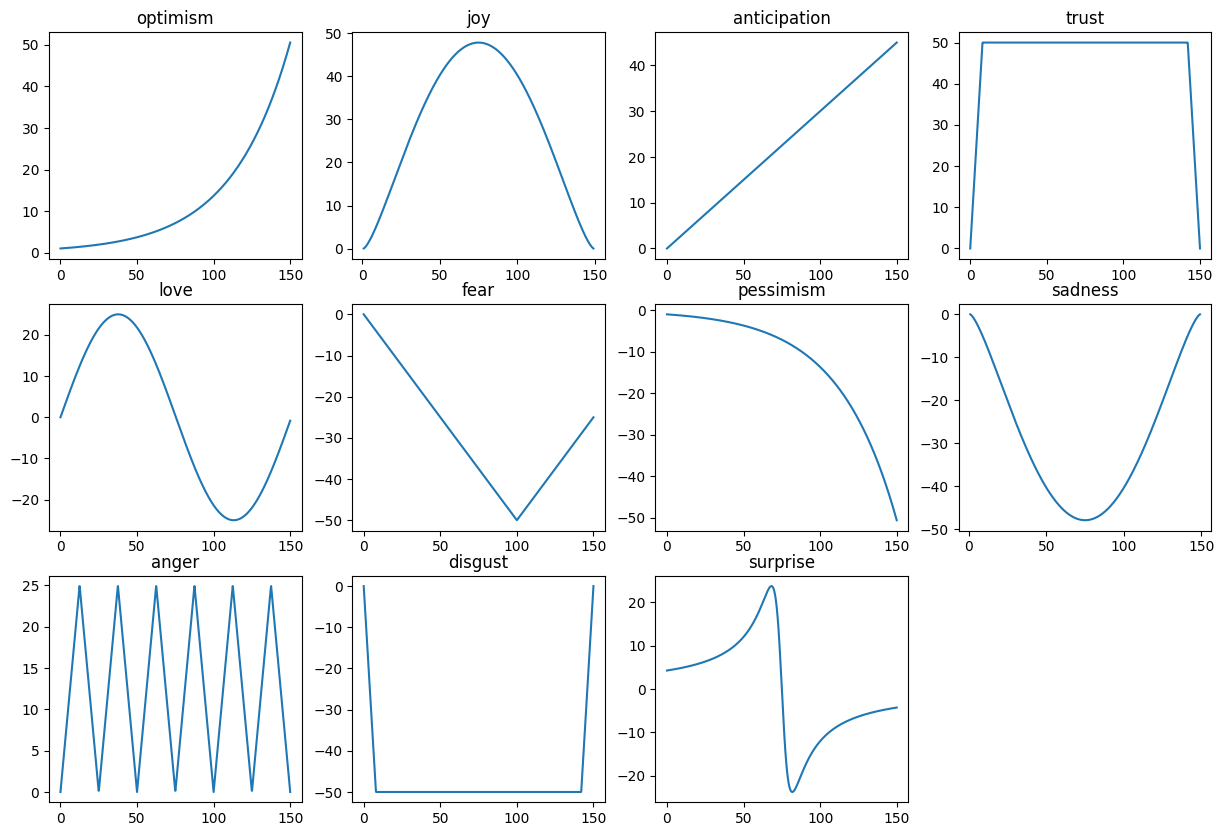 optimism joy anticipation trust
50 50 40 50
40 40 30 40
30 30 20 30
20 20 10 20
10 10 0 10
0 0 0
0 50 100 150 0 50 100 150 0 50 100 150 0 50 100 150
love fear pessimism sadness
20 0 0 0
10 −10 −10 −10
0 −20 −20 −20
−10 −30 −30 −30
−20 −40 −40 −40
−50 −50 −50
0 50 100 150 0 50 100 150 0 50 100 150 0 50 100 150
anger disgust surprise
25 0 20
20 −10 10
15 −20 0
10 −30 −10
5 −40 −20
0 −50
0 50 100 150 0 50 100 150 0 50 100 150